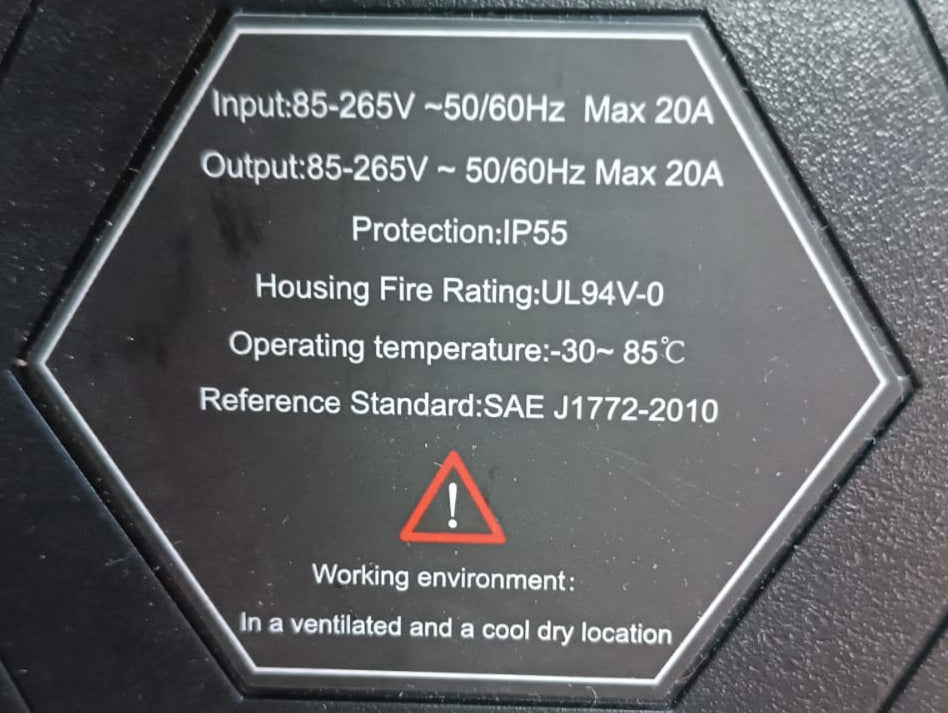 Input:85-265V ~50/60Hz Max 20A
Output:85-265V ~ 50/60Hz Max 20A
Protection:IP55
Housing Fire Rating:UL94V-0
Operating temperature:-30~ 85℃
Reference Standard:SAE J1772-2010
!
Working environment:
In a ventilated and a cool dry location